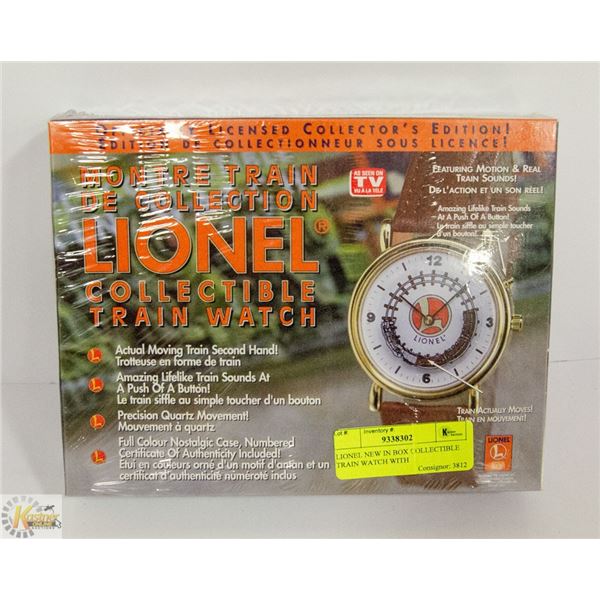 LICENSED COLLECTOR'S EDITION!
ÉDITION DE COLLECTIONNEUR SOUS LICENCE!
MONTRE TRAIN
DE COLLECTION
LIONEL®
COLLECTIBLE
TRAIN WATCH
AS SEEN ON
TV
VU À LA TÉLÉ
FEATURING MOTION & REAL
TRAIN SOUNDS!
DE L'ACTION ET UN SON RÉEL!
Amazing Lifelike Train Sounds
At A Push Of A Button!
Le train siffle au simple toucher
d'un bouton!
12
3
6
9
LIONEL
L Actual Moving Train Second Hand!
Trotteuse en forme de train
L Amazing Lifelike Train Sounds At
A Push Of A Button!
Le train siffle au simple toucher d'un bouton
L Precision Quartz Movement!
Mouvement à quartz
L Full Colour Nostalgic Case, Numbered
Certificate Of Authenticity Included!
Étui en couleurs orné d'un motif d'antan et un
certificat d'authenticité numéroté inclus
TRAIN ACTUALLY MOVES!
TRAIN EN MOUVEMENT!
LIONEL
L
Lot #: Inventory #:
9338302
K
LIONEL NEW IN BOX COLLECTIBLE
TRAIN WATCH WITH
Consignor: 3812
Kastner
ONLINE
AUCTIONS